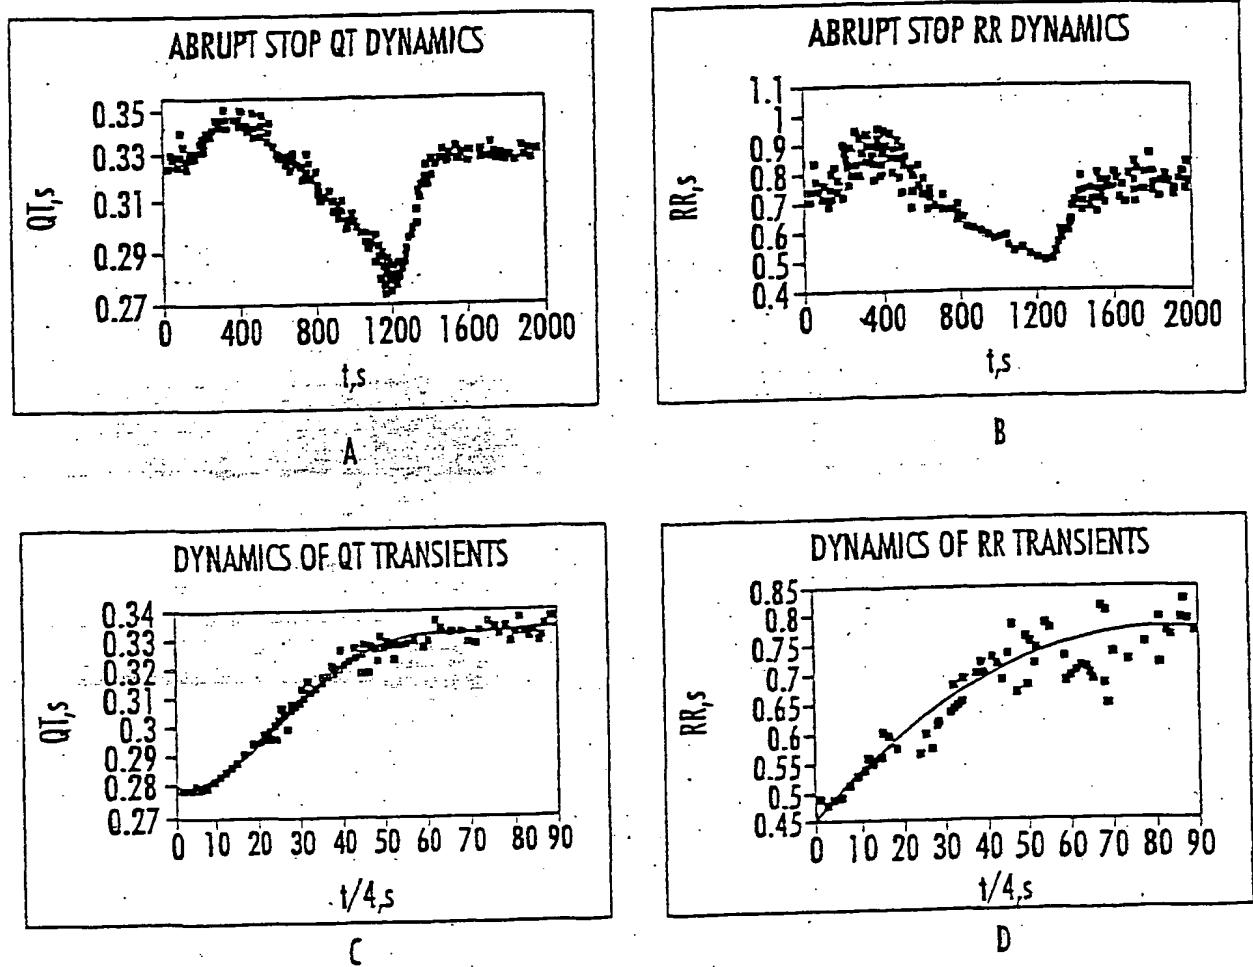 ABRUPT STOP QT DYNAMICS
QT,s
0.35
0.33
0.31
0.29
0.27
0 400 800 1200 1600 2000
t,s
A
ABRUPT STOP RR DYNAMICS
RR,s
1.1
1
0.9
0.8
0.7
0.6
0.5
0.4
0 400 800 1200 1600 2000
t,s
B
DYNAMICS OF QT TRANSIENTS
QT,s
0.34
0.33
0.32
0.31
0.3
0.29
0.28
0.27
0 10 20 30 40 50 60 70 80 90
t/4,s
C
DYNAMICS OF RR TRANSIENTS
RR,s
0.85
0.8
0.75
0.7
0.65
0.6
0.55
0.5
0.45
0 10 20 30 40 50 60 70 80 90
t/4,s
D